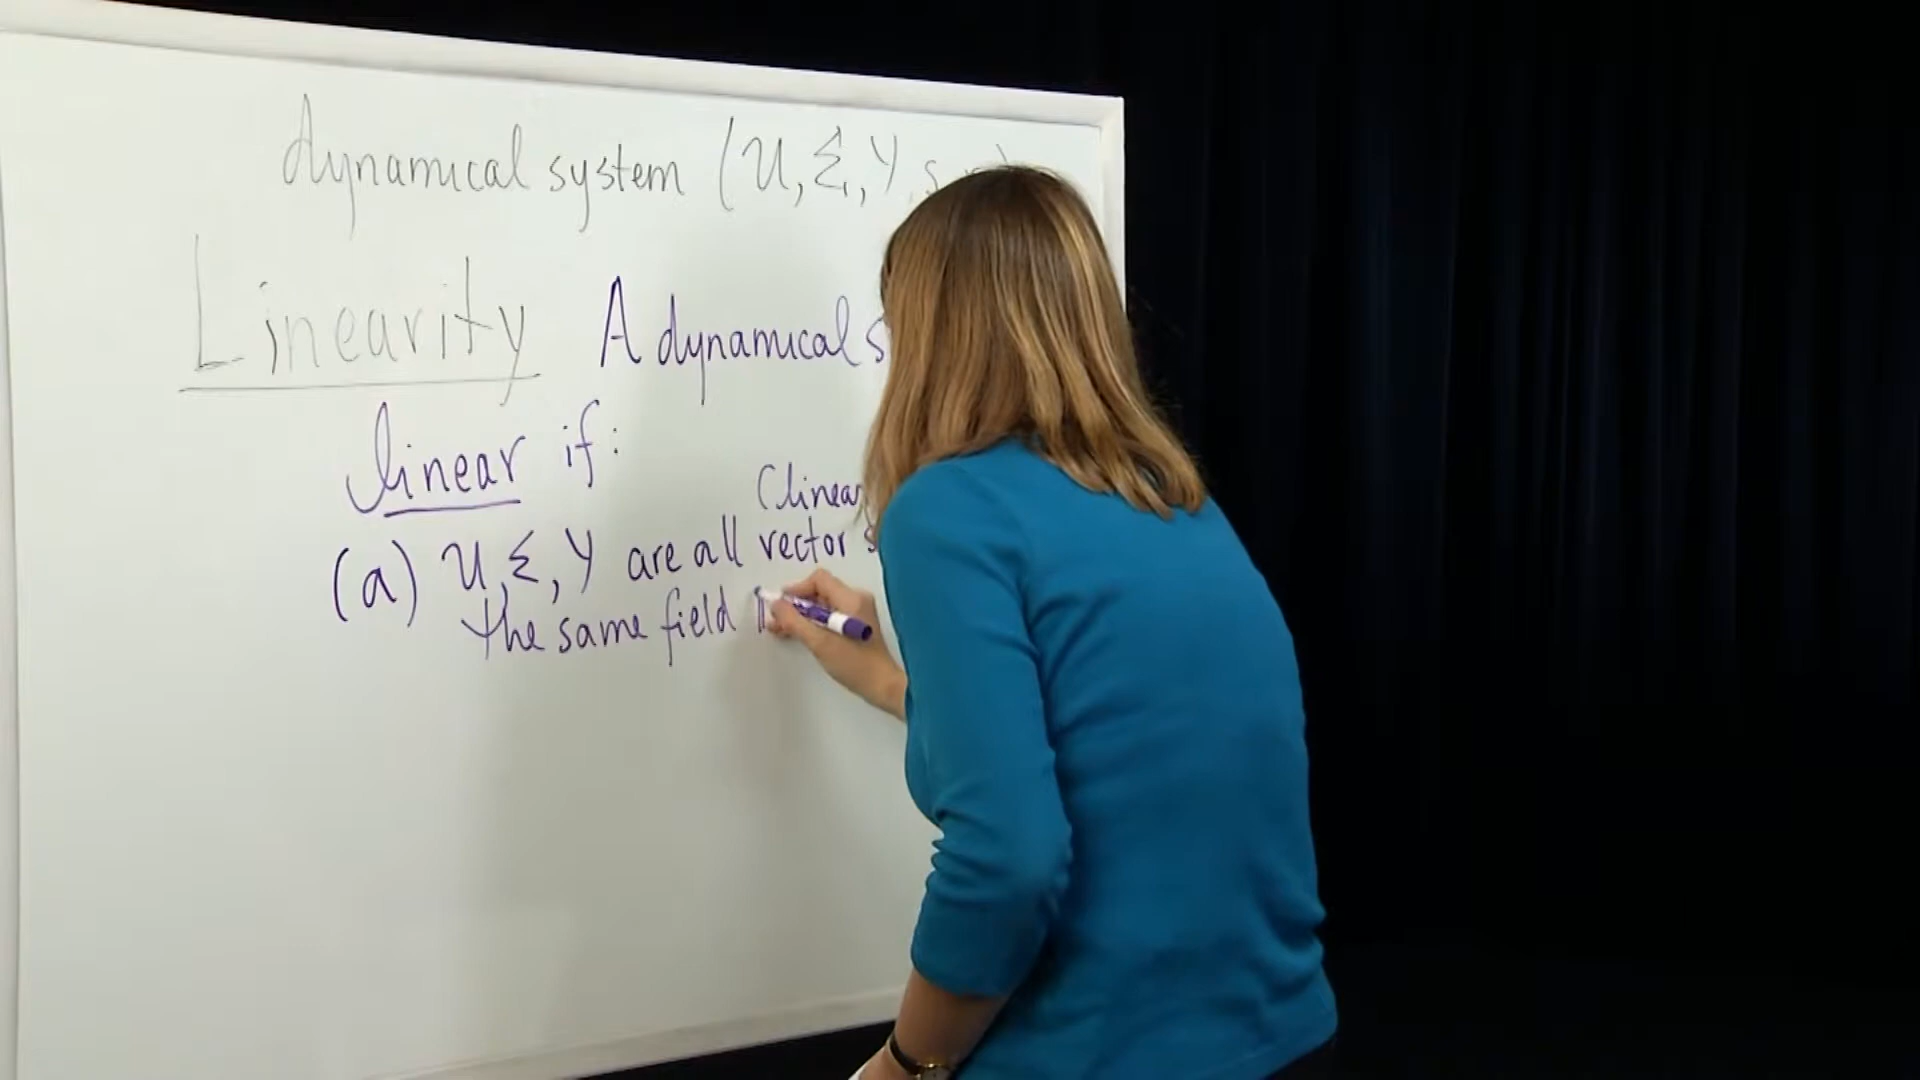 dynamical system (U, Σ, Y, s,
Linearity A dynamical s
linear if:
(linear
(a) U, Σ, Y are all vector s
the same field